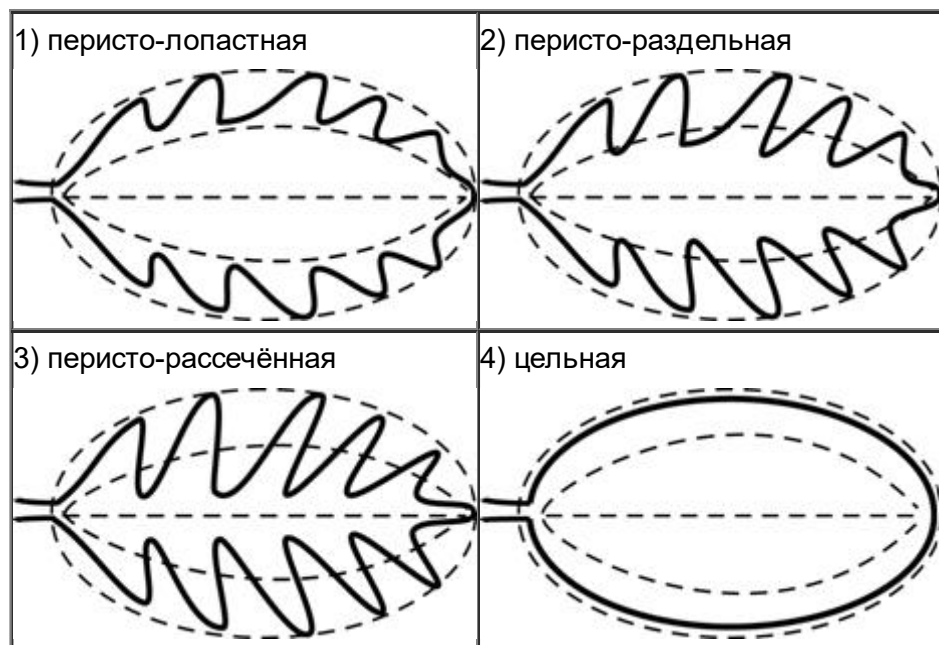 1) перисто-лопастная
2) перисто-раздельная
3) перисто-рассечённая
4) цельная